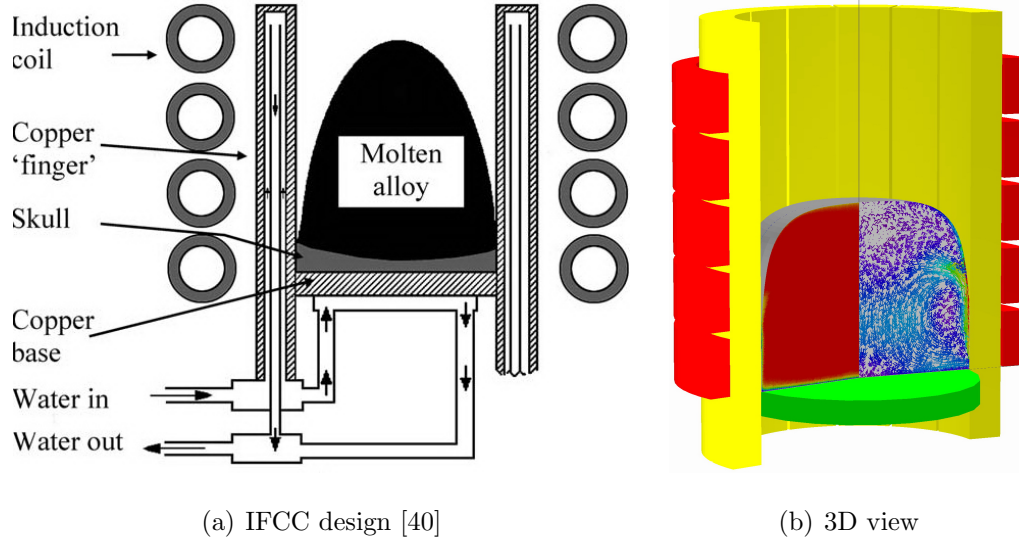 Induction
coil
Copper
‘finger’
Skull
Copper
base
Water in
Water out
Molten
alloy
(a) IFCC design [40]
(b) 3D view